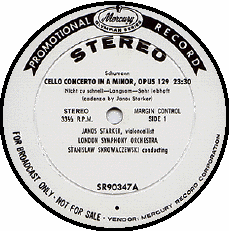 Mercury
PROMOTIONAL RECORD
STEREO
Schumann
CELLO CONCERTO IN A MINOR, OPUS 129 23:30
Nicht zu schnell—Langsam—Sehr lebhaft
(cadenza by Janos Starker)
STEREO MARGIN CONTROL
33⅓ R.P.M. SIDE 1
JANOS STARKER, violoncellist
LONDON SYMPHONY ORCHESTRA
STANISLAW SKROWACZEWSKI conducting
SR90347A
FOR BROADCAST ONLY - NOT FOR SALE - VENDOR: MERCURY RECORD CORPORATION